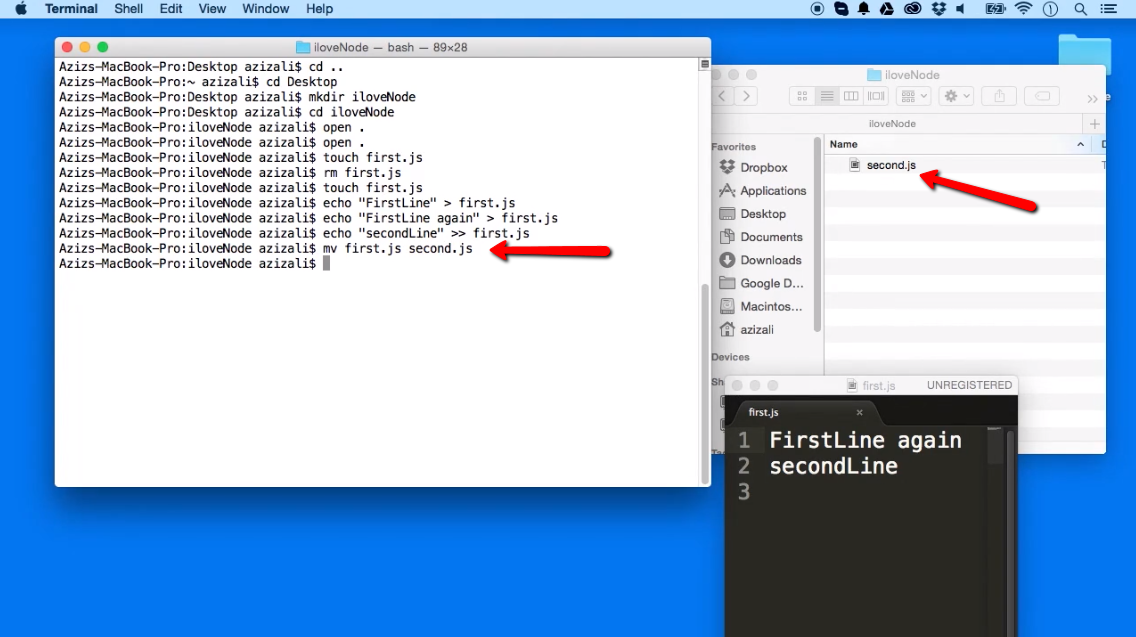 Terminal Shell Edit View Window Help
iloveNode — bash — 89×28
Azizs-MacBook-Pro:Desktop azizali$ cd ..
Azizs-MacBook-Pro:~ azizali$ cd Desktop
Azizs-MacBook-Pro:Desktop azizali$ mkdir iloveNode
Azizs-MacBook-Pro:Desktop azizali$ cd iloveNode
Azizs-MacBook-Pro:iloveNode azizali$ open .
Azizs-MacBook-Pro:iloveNode azizali$ open .
Azizs-MacBook-Pro:iloveNode azizali$ touch first.js
Azizs-MacBook-Pro:iloveNode azizali$ rm first.js
Azizs-MacBook-Pro:iloveNode azizali$ touch first.js
Azizs-MacBook-Pro:iloveNode azizali$ echo "FirstLine" > first.js
Azizs-MacBook-Pro:iloveNode azizali$ echo "FirstLine again" > first.js
Azizs-MacBook-Pro:iloveNode azizali$ echo "secondLine" >> first.js
Azizs-MacBook-Pro:iloveNode azizali$ mv first.js second.js
Azizs-MacBook-Pro:iloveNode azizali$
iloveNode
iloveNode
Favorites
Dropbox
Applications
Desktop
Documents
Downloads
Google D...
Macintos...
azizali
Devices
Name
second.js
first.js UNREGISTERED
first.js ×
1 FirstLine again
2 secondLine
3